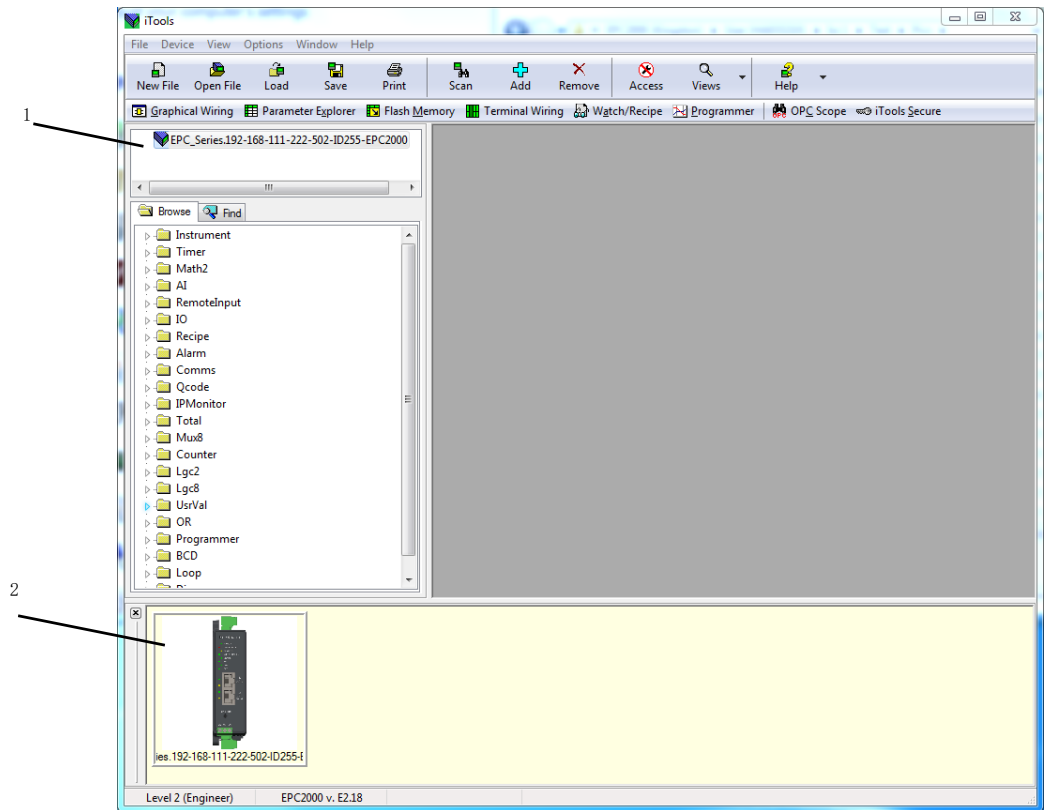 iTools
File Device View Options Window Help
New File Open File Load Save Print Scan Add Remove Access Views Help
Graphical Wiring Parameter Explorer Flash Memory Terminal Wiring Watch/Recipe Programmer OPC Scope iTools Secure
1
EPC_Series.192-168-111-222-502-ID255-EPC2000
Browse Find
Instrument
Timer
Math2
AI
RemoteInput
IO
Recipe
Alarm
Comms
Qcode
IPMonitor
Total
Mux8
Counter
Lgc2
Lgc8
UsrVal
OR
Programmer
BCD
Loop
2
ies.192-168-111-222-502-ID255-E
Level 2 (Engineer) EPC2000 v. E2.18